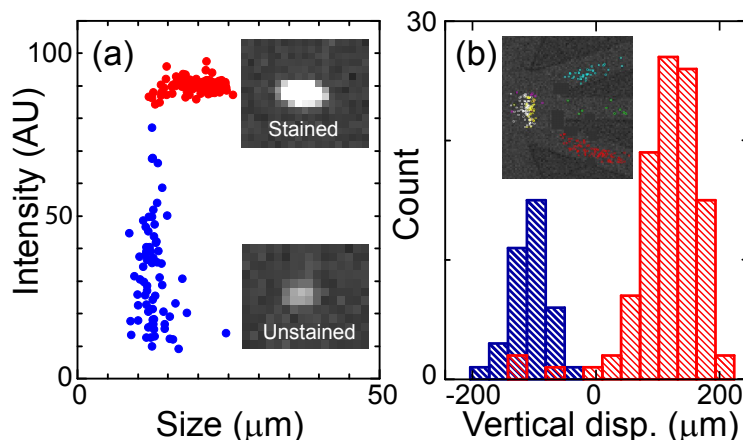 (a)
100
50
0
Intensity (AU)
Stained
Unstained
0
50
Size (μm)
(b)
30
0
Count
-200
0
200
Vertical disp. (μm)